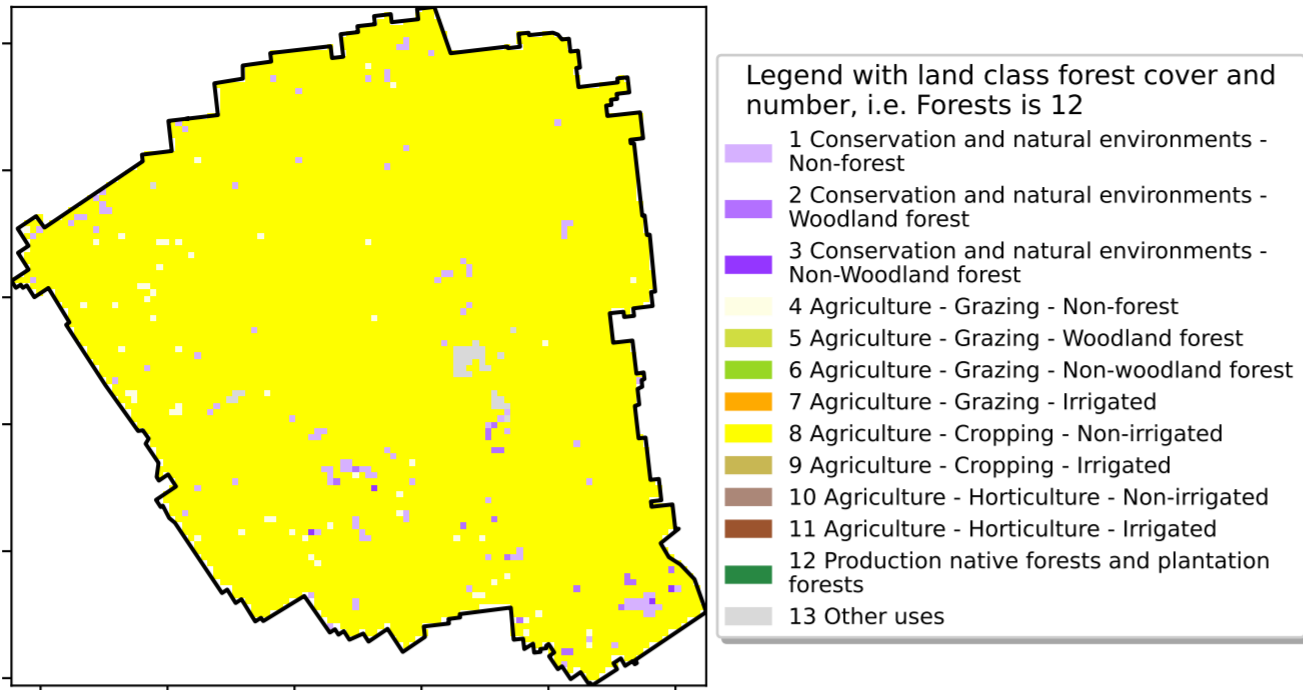 Legend with land class forest cover and
number, i.e. Forests is 12
1 Conservation and natural environments -
Non-forest
2 Conservation and natural environments -
Woodland forest
3 Conservation and natural environments -
Non-Woodland forest
4 Agriculture - Grazing - Non-forest
5 Agriculture - Grazing - Woodland forest
6 Agriculture - Grazing - Non-woodland forest
7 Agriculture - Grazing - Irrigated
8 Agriculture - Cropping - Non-irrigated
9 Agriculture - Cropping - Irrigated
10 Agriculture - Horticulture - Non-irrigated
11 Agriculture - Horticulture - Irrigated
12 Production native forests and plantation
forests
13 Other uses